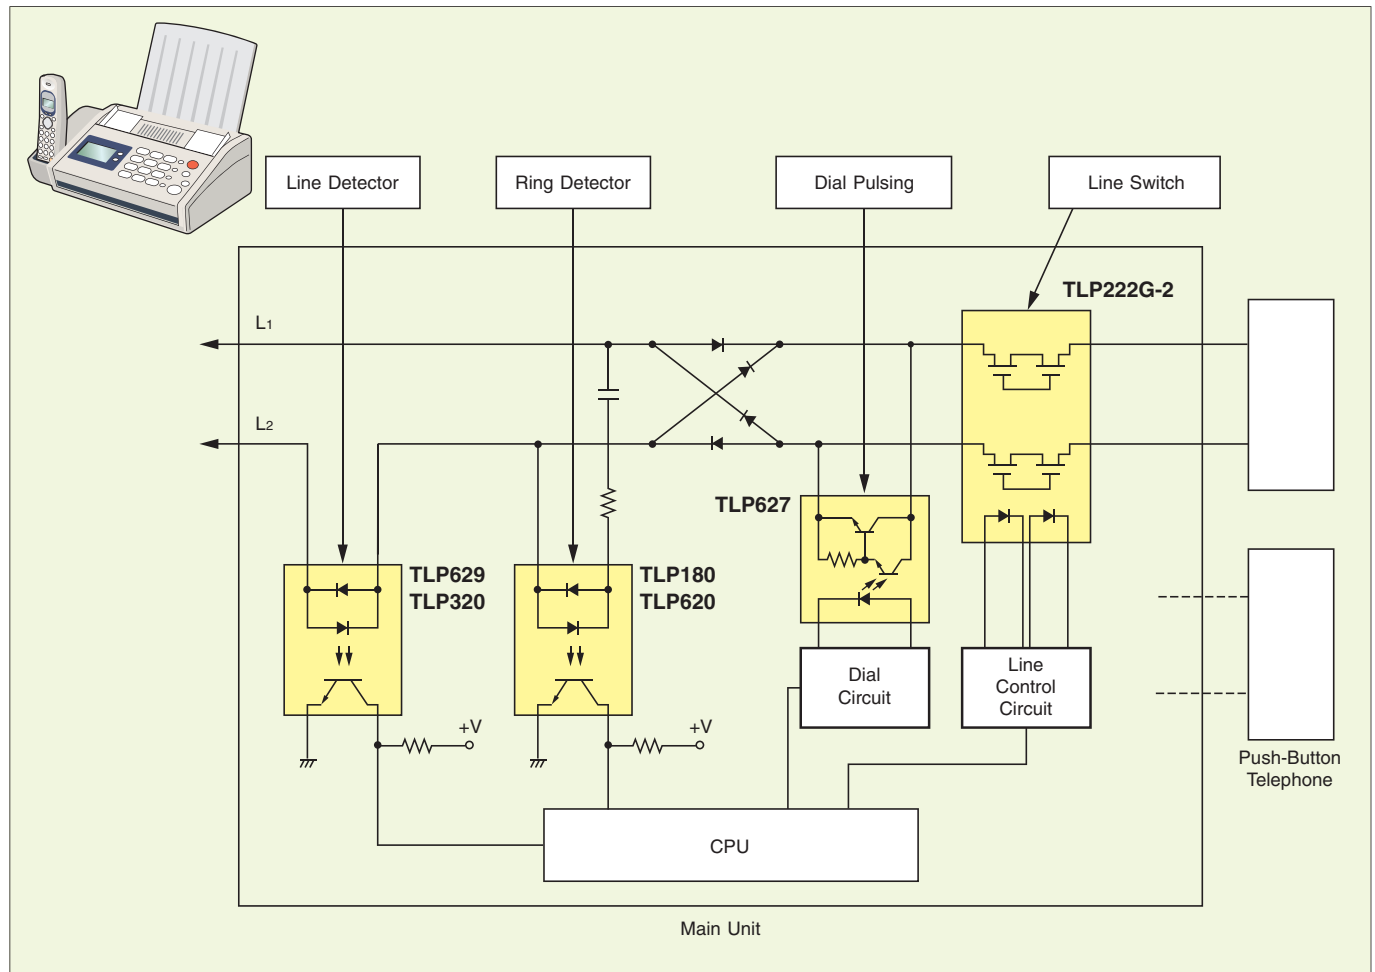 Line Detector
Ring Detector
Dial Pulsing
Line Switch
TLP222G-2
L1
L2
TLP627
TLP629
TLP320
TLP180
TLP620
Dial
Circuit
Line
Control
Circuit
+V
+V
Push-Button
Telephone
CPU
Main Unit